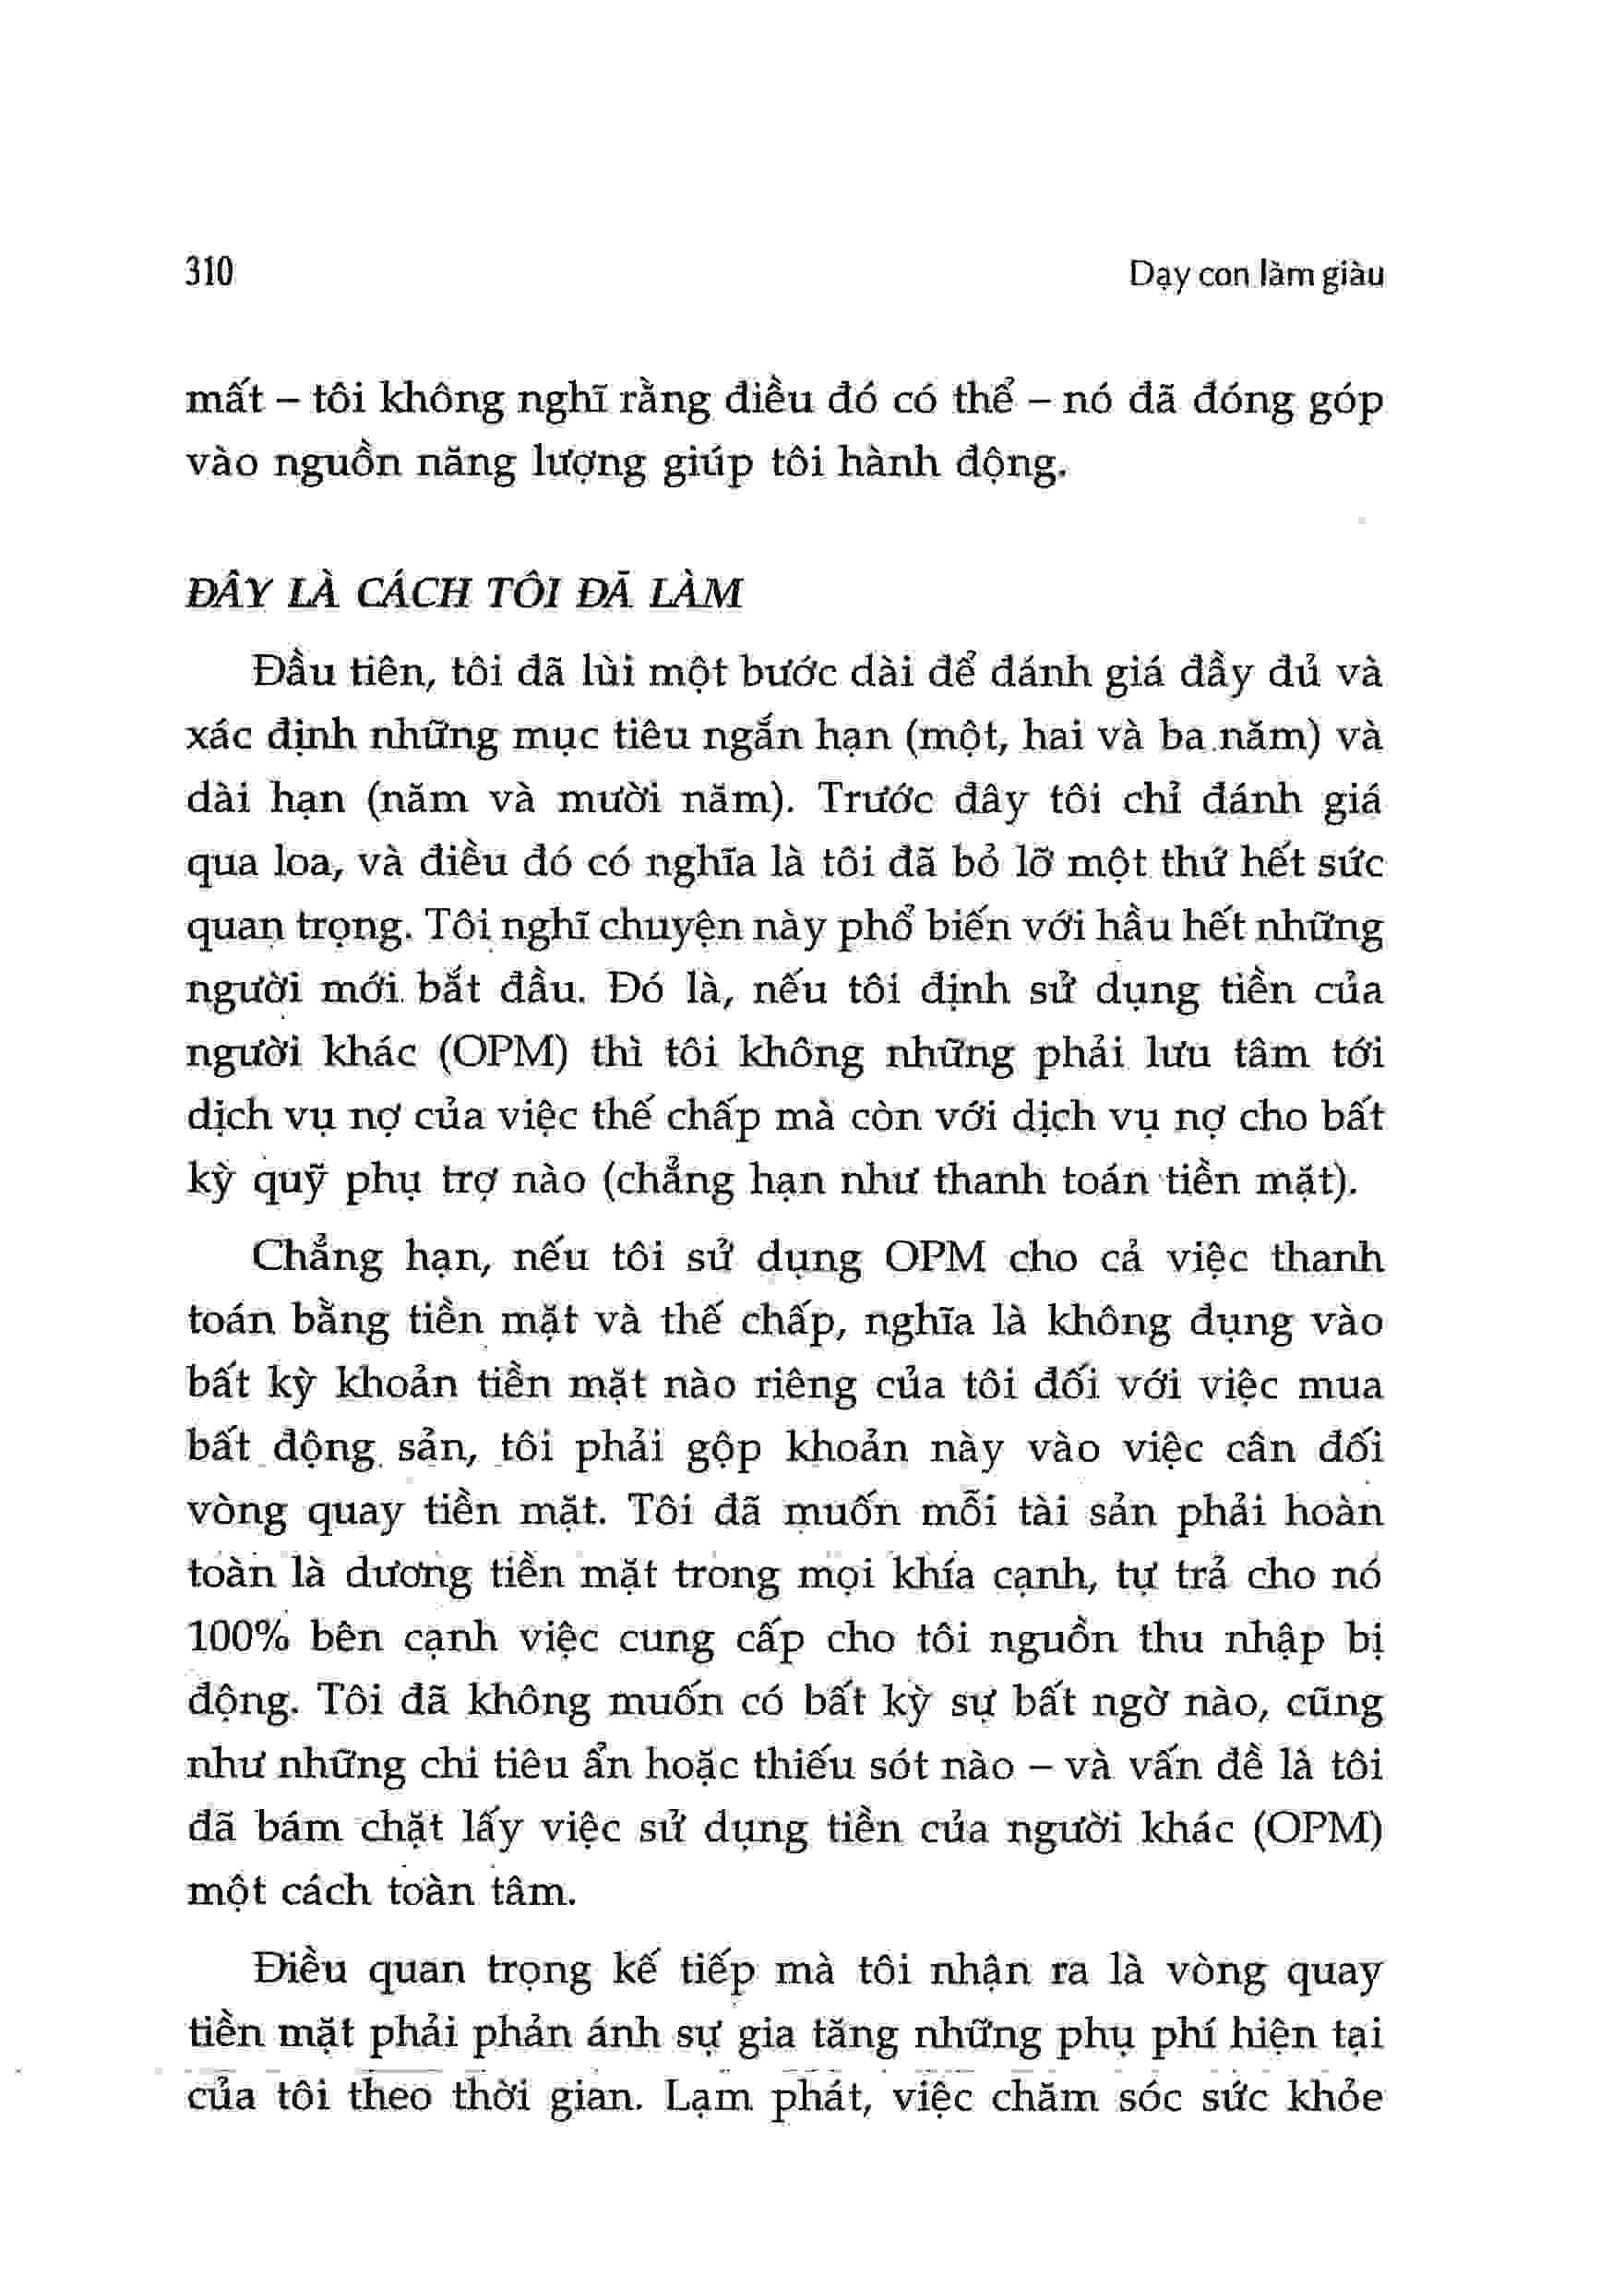 310
Dạy con làm giàu
mất – tôi không nghĩ rằng điều đó có thể – nó đã đóng góp
vào nguồn năng lượng giúp tôi hành động.
ĐÂY LÀ CÁCH TÔI ĐÃ LÀM
Đầu tiên, tôi đã lùi một bước dài để đánh giá đầy đủ và
xác định những mục tiêu ngắn hạn (một, hai và ba năm) và
dài hạn (năm và mười năm). Trước đây tôi chỉ đánh giá
qua loa, và điều đó có nghĩa là tôi đã bỏ lỡ một thứ hết sức
quan trọng. Tôi nghĩ chuyện này phổ biến với hầu hết những
người mới bắt đầu. Đó là, nếu tôi định sử dụng tiền của
người khác (OPM) thì tôi không những phải lưu tâm tới
dịch vụ nợ của việc thế chấp mà còn với dịch vụ nợ cho bất
kỳ quỹ phụ trợ nào (chẳng hạn như thanh toán tiền mặt).
Chẳng hạn, nếu tôi sử dụng OPM cho cả việc thanh
toán bằng tiền mặt và thế chấp, nghĩa là không đụng vào
bất kỳ khoản tiền mặt nào riêng của tôi đối với việc mua
bất động sản, tôi phải gộp khoản này vào việc cân đối
vòng quay tiền mặt. Tôi đã muốn mỗi tài sản phải hoàn
toàn là dương tiền mặt trong mọi khía cạnh, tự trả cho nó
100% bên cạnh việc cung cấp cho tôi nguồn thu nhập bị
động. Tôi đã không muốn có bất kỳ sự bất ngờ nào, cũng
như những chi tiêu ẩn hoặc thiếu sót nào – và vấn đề là tôi
đã bám chặt lấy việc sử dụng tiền của người khác (OPM)
một cách toàn tâm.
Điều quan trọng kế tiếp mà tôi nhận ra là vòng quay
tiền mặt phải phản ánh sự gia tăng những phụ phí hiện tại
của tôi theo thời gian. Lạm phát, việc chăm sóc sức khỏe